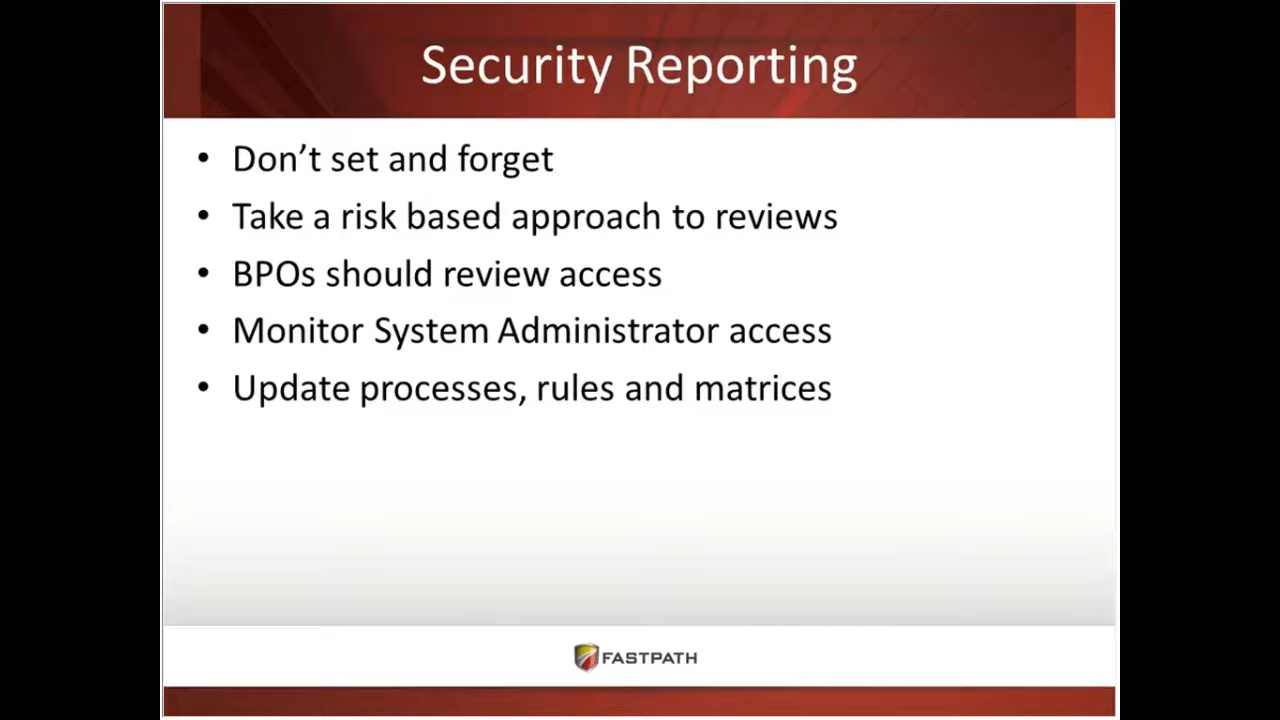 Security Reporting
• Don’t set and forget
• Take a risk based approach to reviews
• BPOs should review access
• Monitor System Administrator access
• Update processes, rules and matrices
FASTPATH